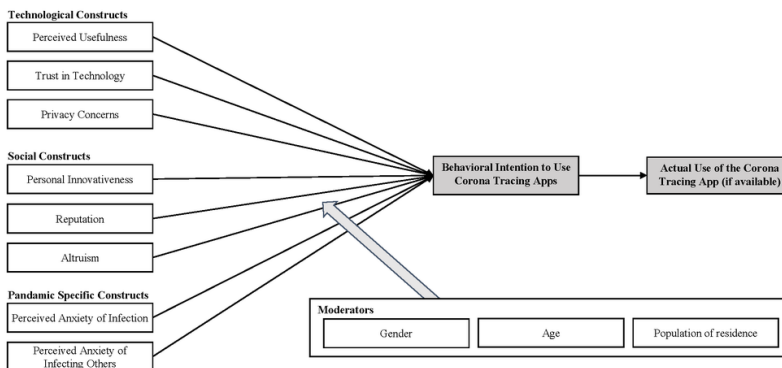 Technological Constructs
Perceived Usefulness
Trust in Technology
Privacy Concerns
Social Constructs
Personal Innovativeness
Reputation
Altruism
Pandamic Specific Constructs
Perceived Anxiety of Infection
Perceived Anxiety of
Infecting Others
Behavioral Intention to Use
Corona Tracing Apps
Actual Use of the Corona
Tracing App (if available)
Moderators
Gender
Age
Population of residence